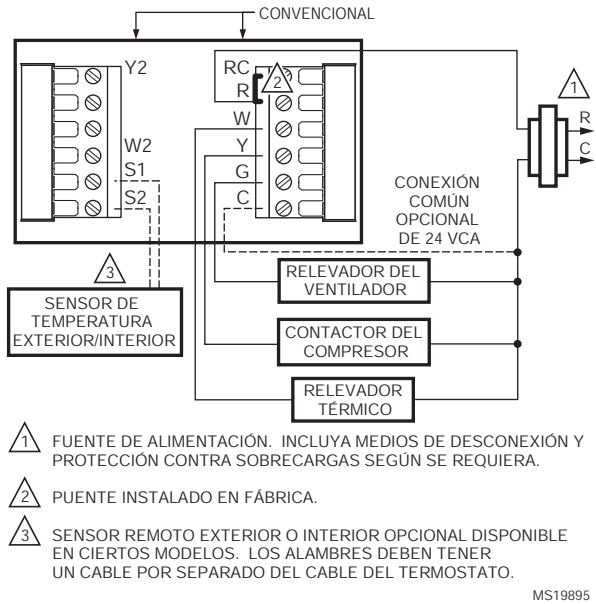 CONVENCIONAL
Y2
W2
S1
S2
RC
R
W
Y
G
C
2
1
R
C
CONEXIÓN
COMÚN
OPCIONAL
DE 24 VCA
3
SENSOR DE
TEMPERATURA
EXTERIOR/INTERIOR
RELEVADOR DEL
VENTILADOR
CONTACTOR DEL
COMPRESOR
RELEVADOR
TÉRMICO
1 FUENTE DE ALIMENTACIÓN. INCLUYA MEDIOS DE DESCONEXIÓN Y
PROTECCIÓN CONTRA SOBRECARGAS SEGÚN SE REQUIERA.
2 PUENTE INSTALADO EN FÁBRICA.
3 SENSOR REMOTO EXTERIOR O INTERIOR OPCIONAL DISPONIBLE
EN CIERTOS MODELOS. LOS ALAMBRES DEBEN TENER
UN CABLE POR SEPARADO DEL CABLE DEL TERMOSTATO.
MS19895